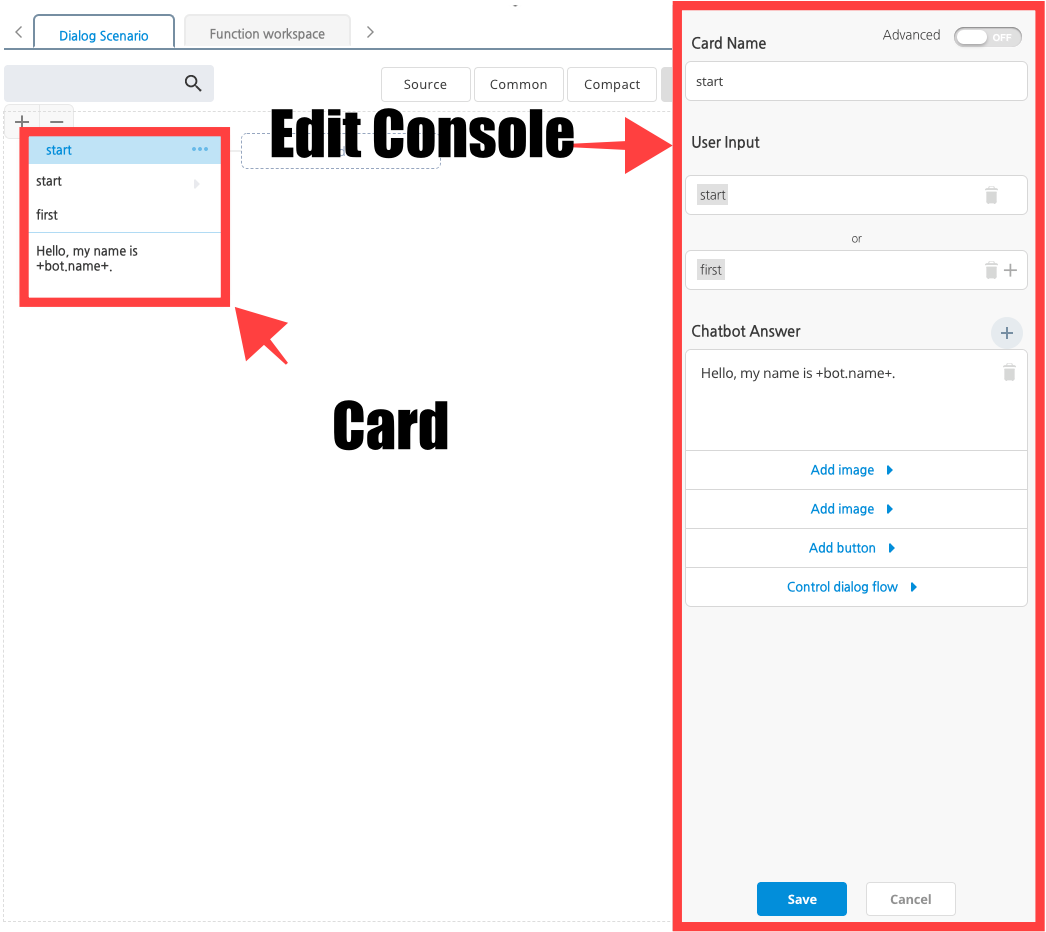 Dialog Scenario
Function workspace
Source
Common
Compact
Edit Console
start
start
first
Hello, my name is
+bot.name+.
Card
Card Name
Advanced
OFF
start
User Input
start
or
first
Chatbot Answer
Hello, my name is +bot.name+.
Add image
Add image
Add button
Control dialog flow
Save
Cancel